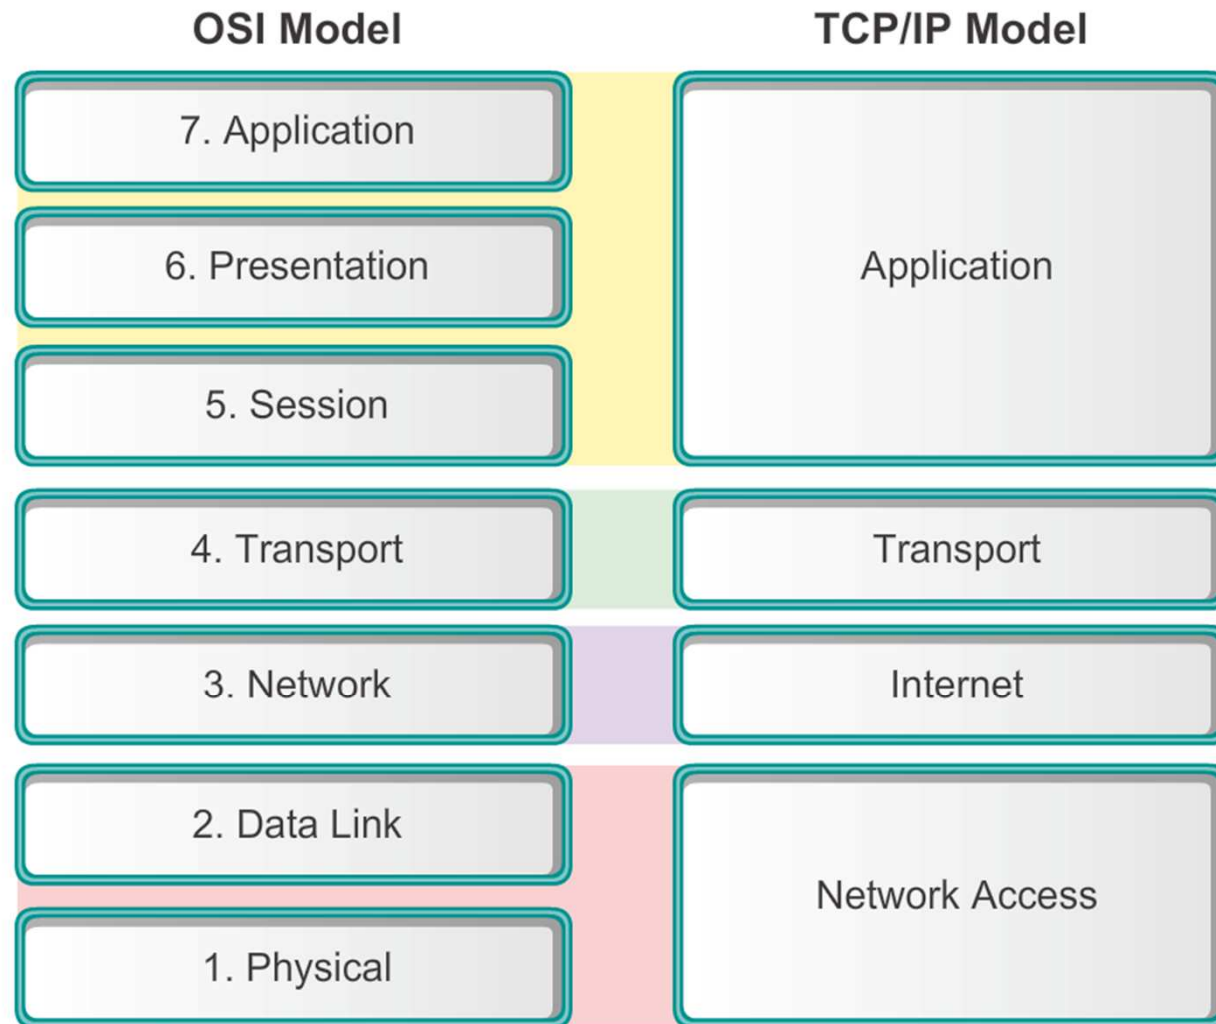 OSI Model
TCP/IP Model
7. Application
6. Presentation
5. Session
Application
4. Transport
Transport
3. Network
Internet
2. Data Link
1. Physical
Network Access